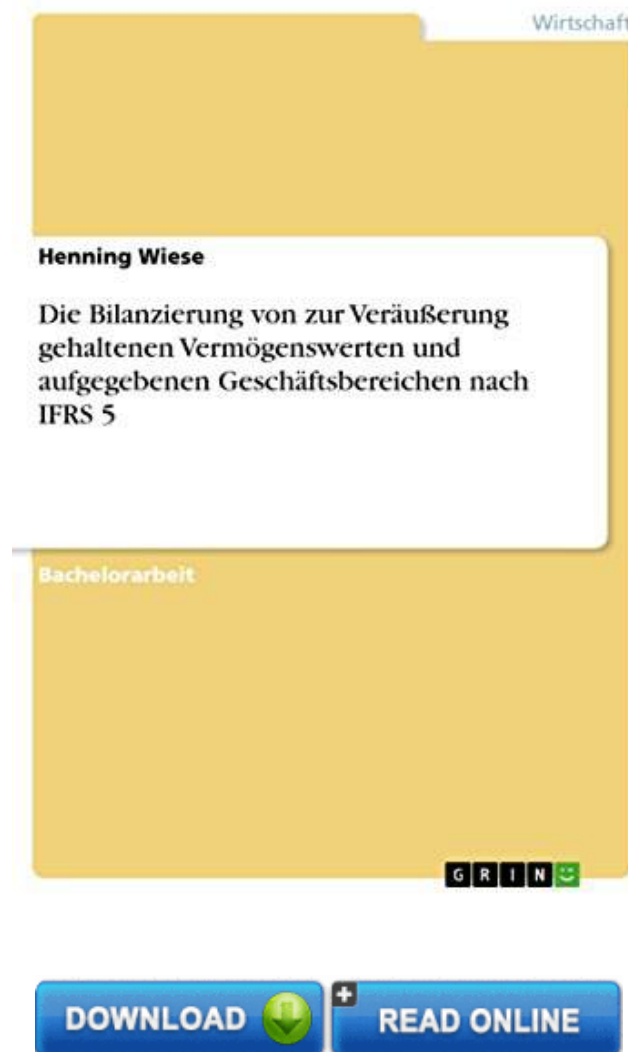 Wirtschaft
Henning Wiese
Die Bilanzierung von zur Veräußerung
gehaltenen Vermögenswerten und
aufgegebenen Geschäftsbereichen nach
IFRS 5
Bachelorarbeit
GRIN
DOWNLOAD
READ ONLINE